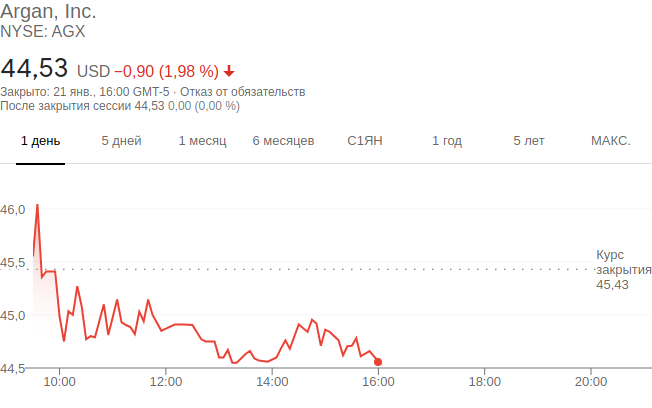 Argan, Inc.
NYSE: AGX
44,53 USD −0,90 (1,98 %)
Закрыто: 21 янв., 16:00 GMT-5 · Отказ от обязательств
После закрытия сессии 44,53 0,00 (0,00 %)
1 день 5 дней 1 месяц 6 месяцев С1ЯН 1 год 5 лет МАКС.
46,0
45,5
45,0
44,5
Курс
закрытия
45,43
10:00 12:00 14:00 16:00 18:00 20:00